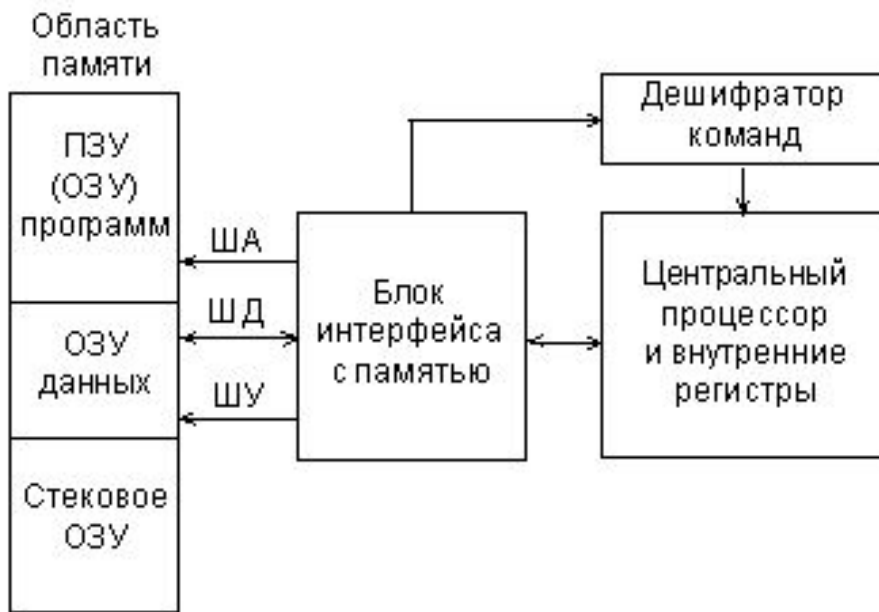 Область
памяти
ПЗУ
(ОЗУ)
программ
ОЗУ
данных
Стековое
ОЗУ
ША
ШД
ШУ
Блок
интерфейса
с памятью
Дешифратор
команд
Центральный
процессор
и внутренние
регистры